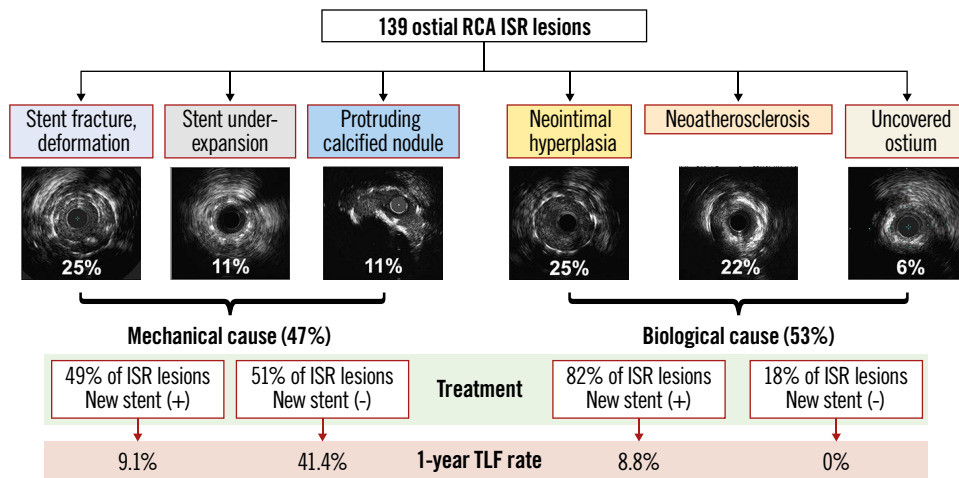 139 ostial RCA ISR lesions
Stent fracture,
deformation
Stent under-
expansion
Protruding
calcified nodule
Neointimal
hyperplasia
Neoatherosclerosis
Uncovered
ostium
25%
11%
11%
25%
22%
6%
Mechanical cause (47%)
Biological cause (53%)
49% of ISR lesions
New stent (+)
51% of ISR lesions
New stent (-)
Treatment
82% of ISR lesions
New stent (+)
18% of ISR lesions
New stent (-)
9.1%
41.4%
1-year TLF rate
8.8%
0%